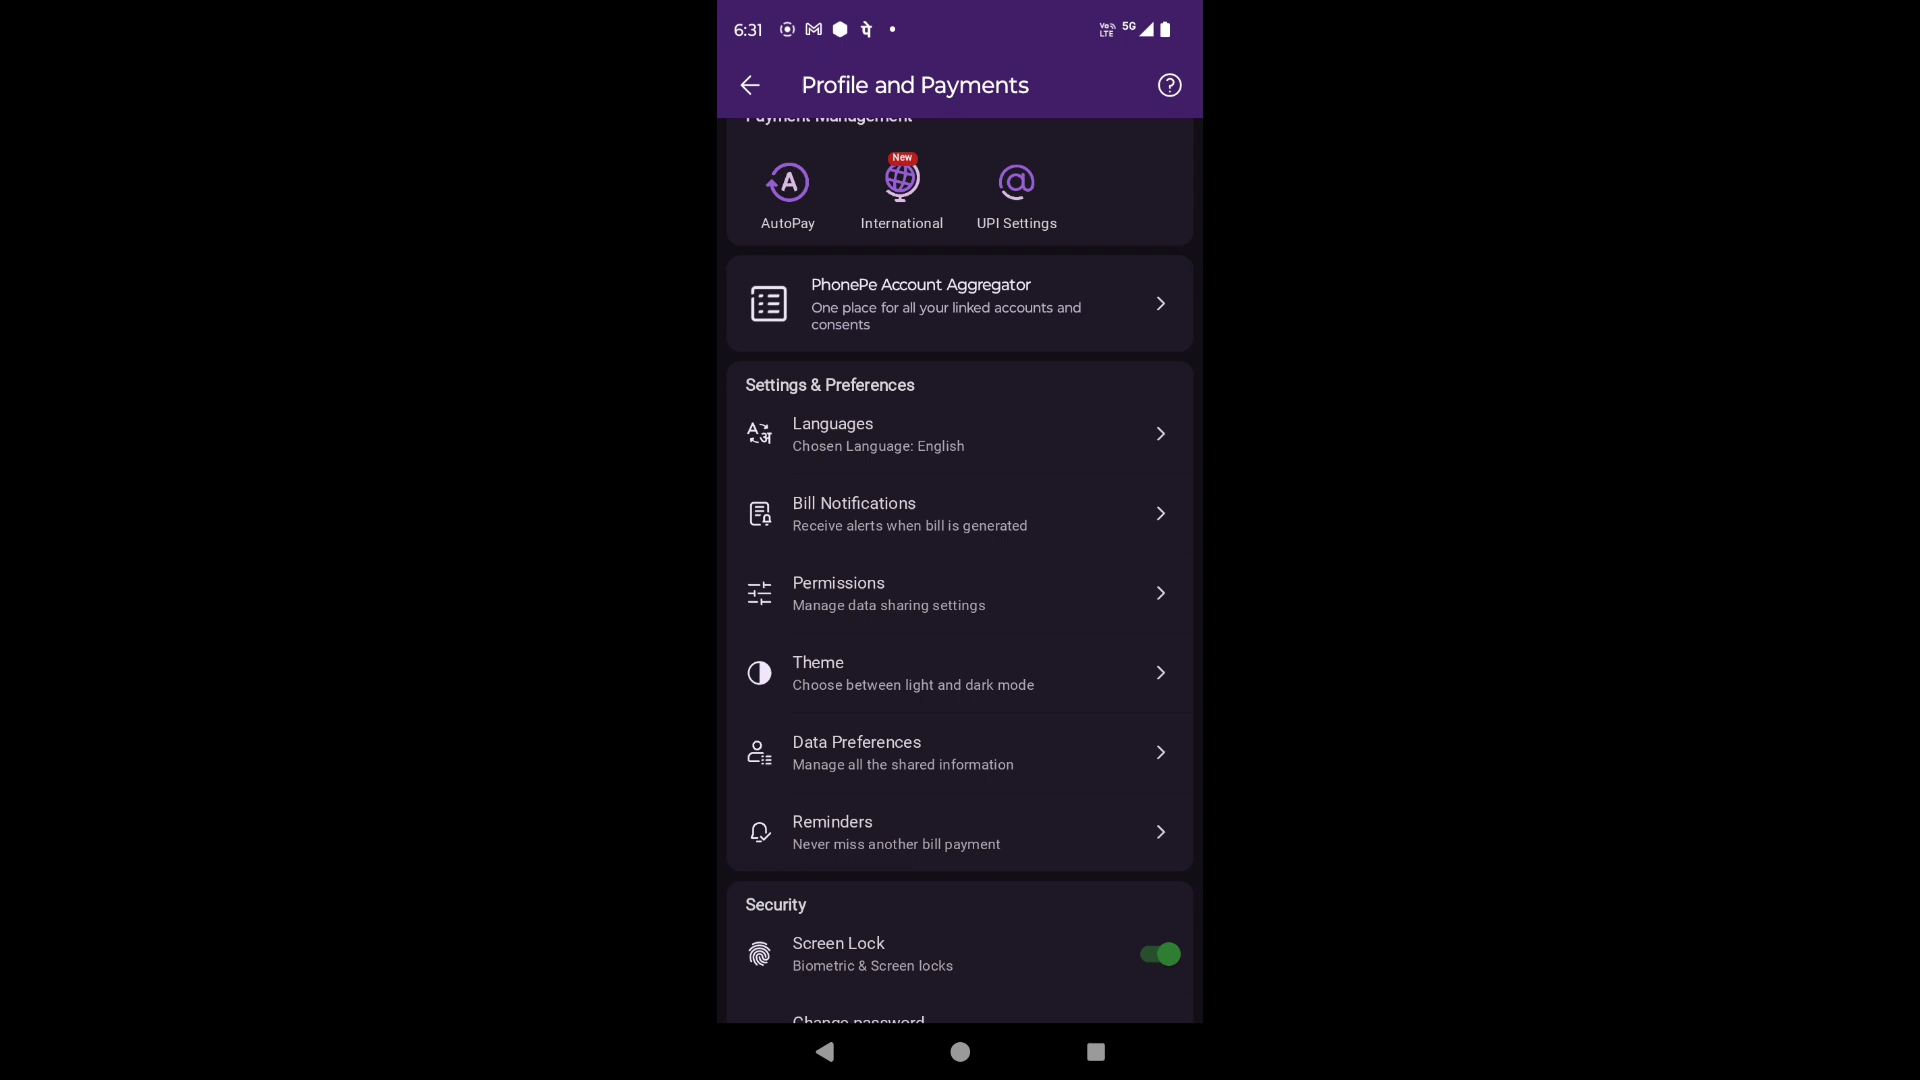 6:31
पे
Vo
LTE
5G
Profile and Payments
Payment Management
New
AutoPay
International
UPI Settings
PhonePe Account Aggregator
One place for all your linked accounts and
consents
Settings & Preferences
Languages
Chosen Language: English
Bill Notifications
Receive alerts when bill is generated
Permissions
Manage data sharing settings
Theme
Choose between light and dark mode
Data Preferences
Manage all the shared information
Reminders
Never miss another bill payment
Security
Screen Lock
Biometric & Screen locks
Change password